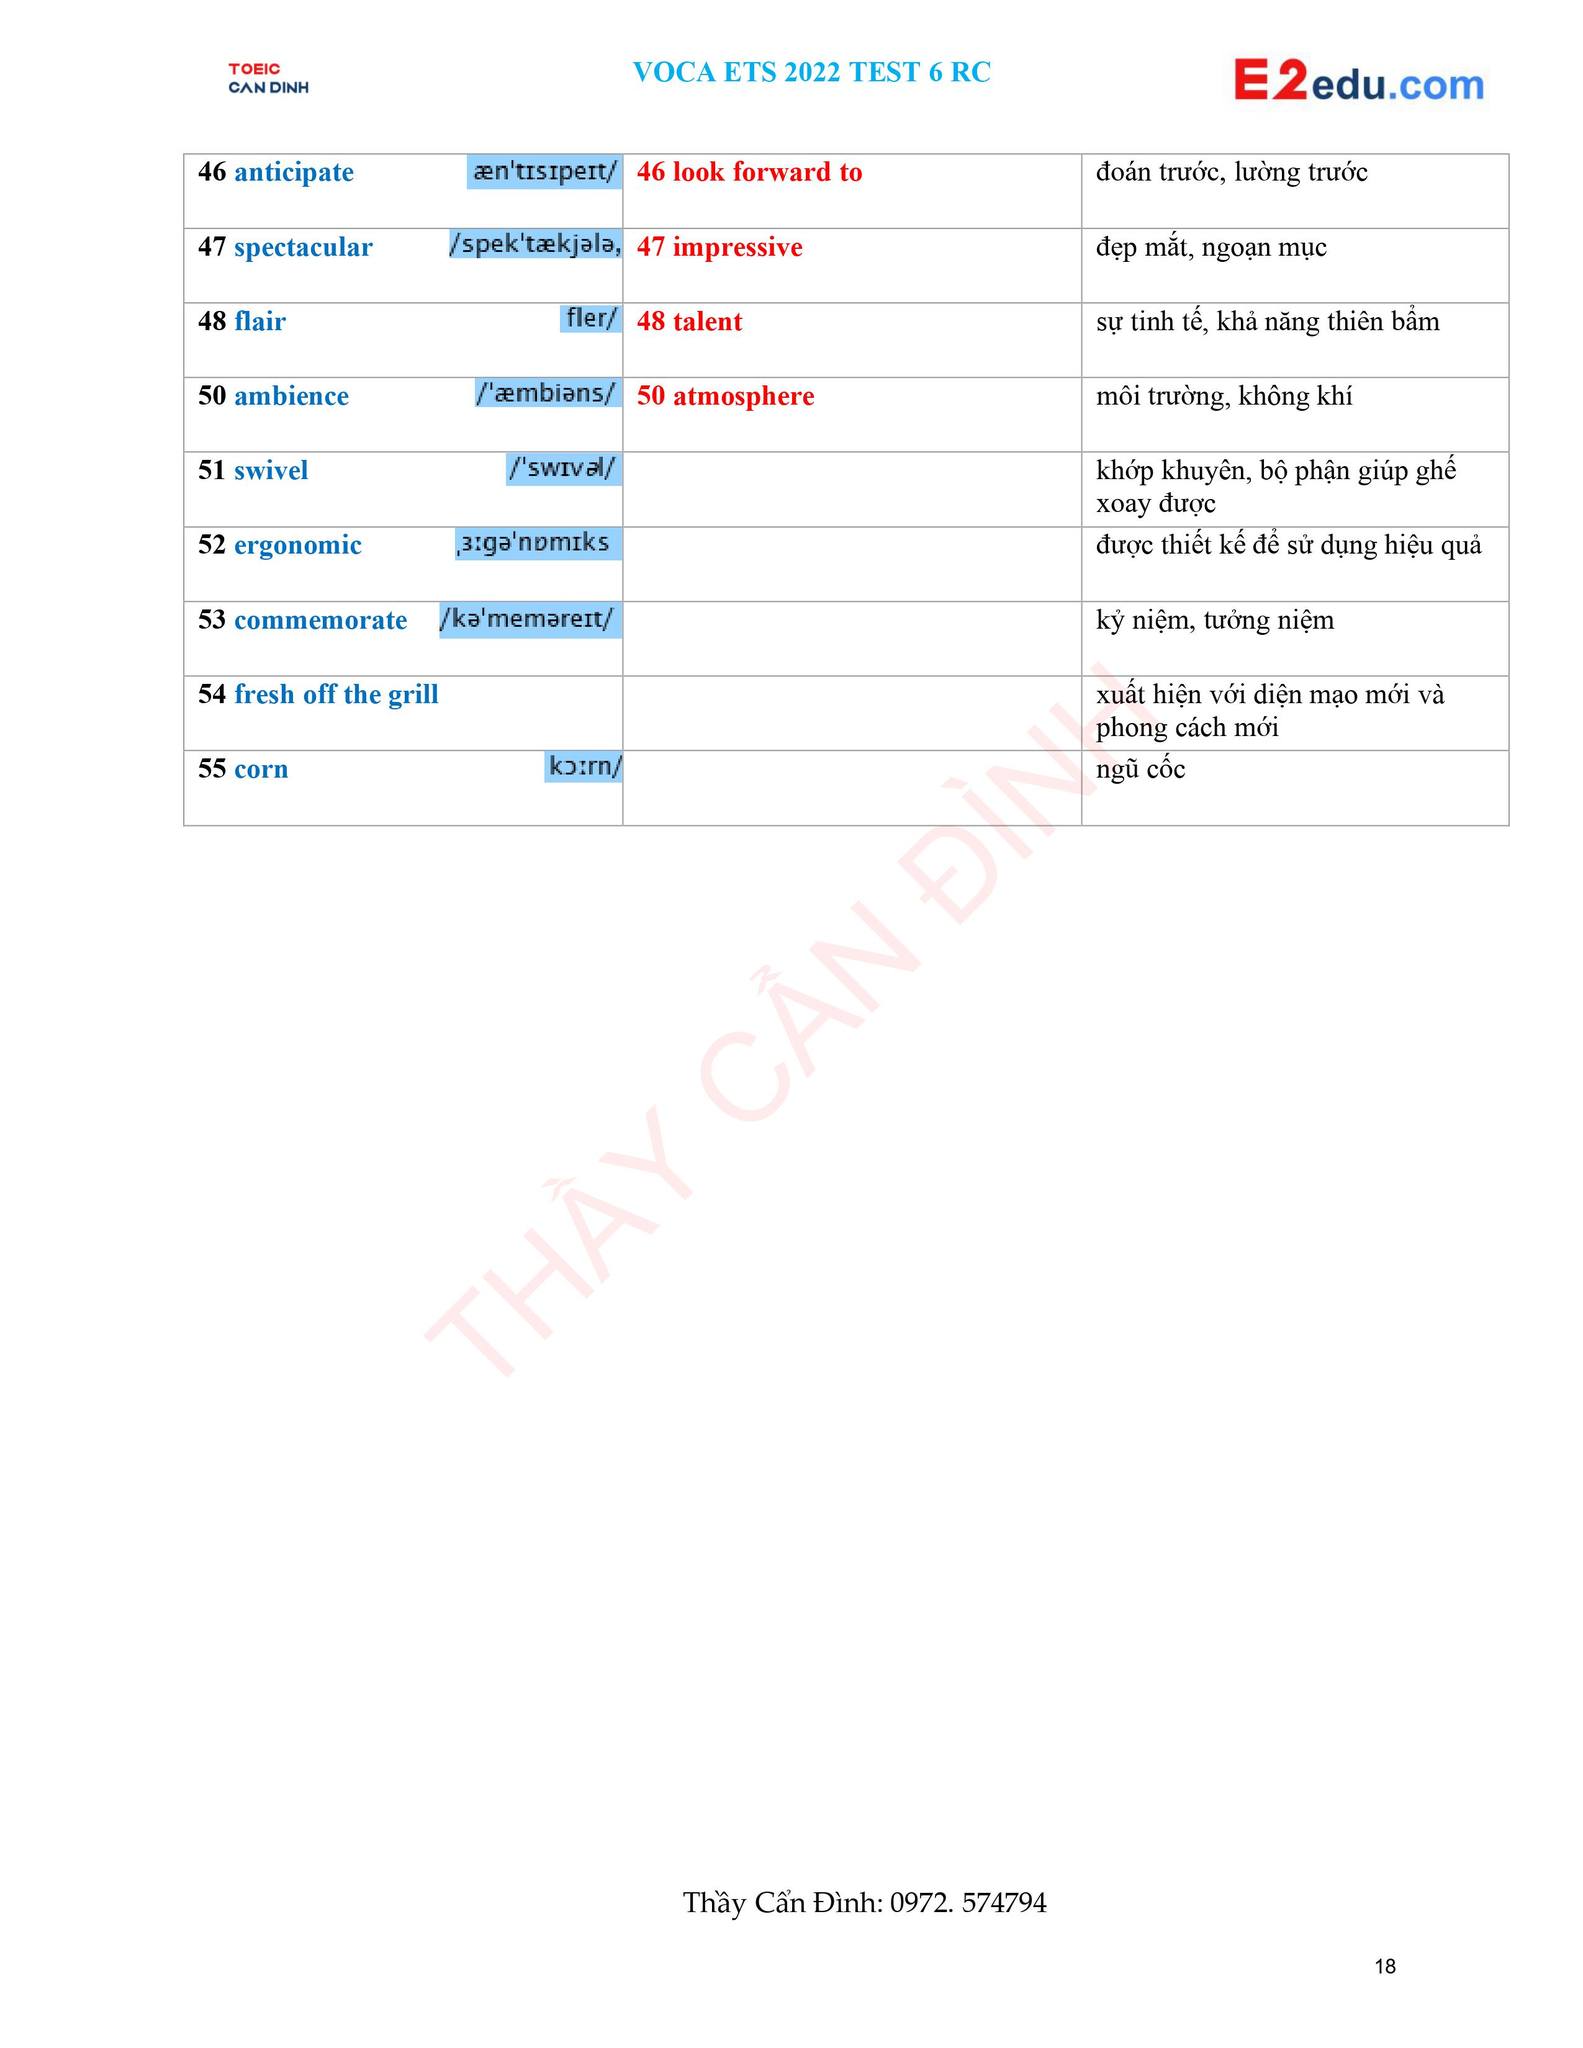 TOEIC
CAN DINH
VOCA ETS 2022 TEST 6 RC
E2edu.com
46 anticipate æn'tɪsɪpeɪt/ 46 look forward to đoán trước, lường trước
47 spectacular /spek'tækjələ, 47 impressive đẹp mắt, ngoạn mục
48 flair fler/ 48 talent sự tinh tế, khả năng thiên bẩm
50 ambience /'æmbiəns/ 50 atmosphere môi trường, không khí
51 swivel /'swɪvəl/ khớp khuyên, bộ phận giúp ghế
xoay được
52 ergonomic ˌɜːgə'nɒmɪks được thiết kế để sử dụng hiệu quả
53 commemorate /kə'meməreɪt/ kỷ niệm, tưởng niệm
54 fresh off the grill xuất hiện với diện mạo mới và
phong cách mới
55 corn kɔːrn/ ngũ cốc
THẦY CẨN ĐÌNH
Thầy Cẩn Đình: 0972. 574794
18